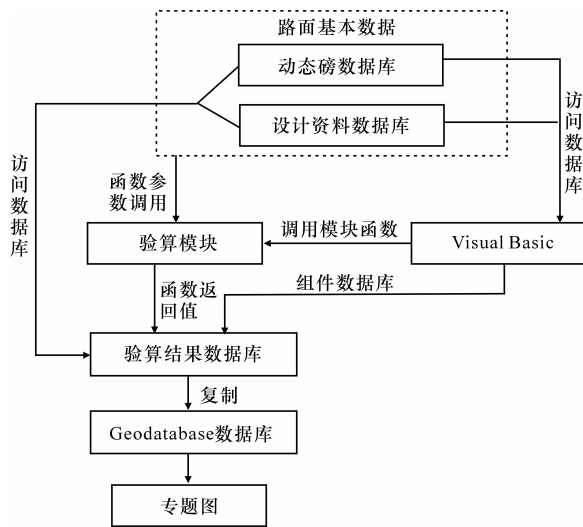 路面基本数据
动态磅数据库
设计资料数据库
访问数据库
访问数据库
函数参
数调用
验算模块
调用模块函数
Visual Basic
函数返
回值
组件数据库
验算结果数据库
复制
Geodatabase数据库
专题图